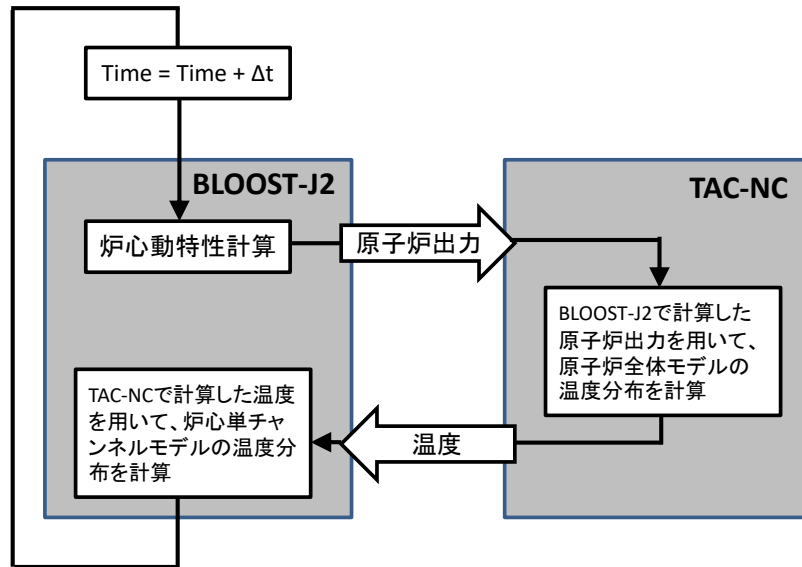 Time = Time + Δt
BLOOST-J2
TAC-NC
炉心動特性計算
原子炉出力
BLOOST-J2で計算した
原子炉出力を用いて、
原子炉全体モデルの
温度分布を計算
TAC-NCで計算した温度
を用いて、炉心単チャ
ンネルモデルの温度分
布を計算
温度